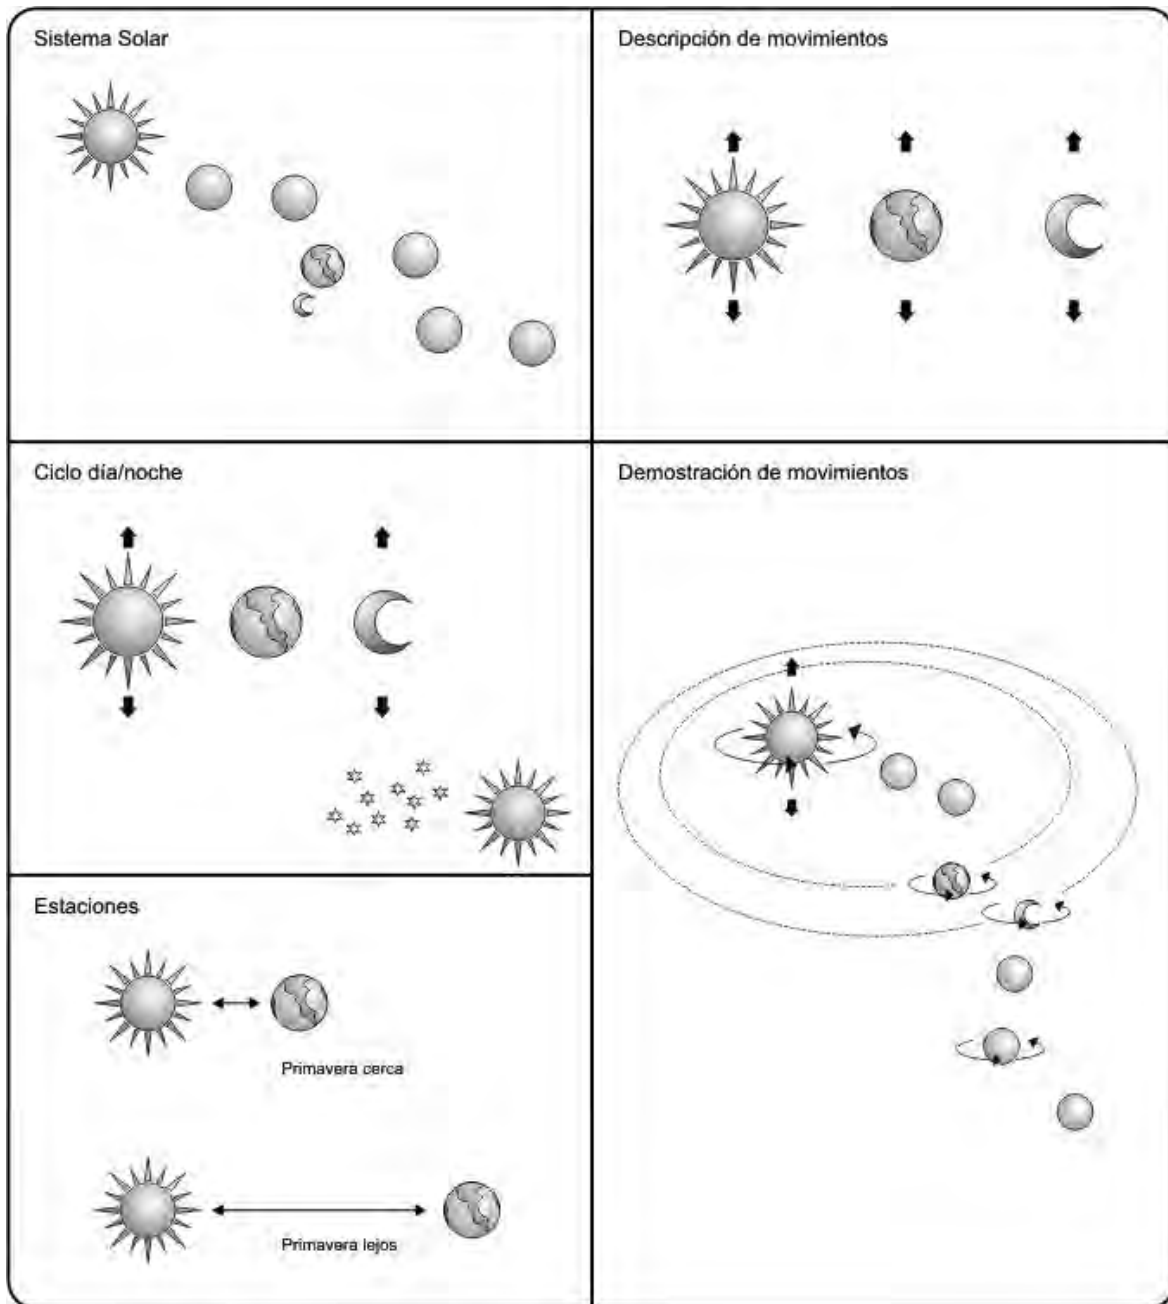 Sistema Solar
Descripción de movimientos
Ciclo día/noche
Demostración de movimientos
Estaciones
Primavera cerca
Primavera lejos